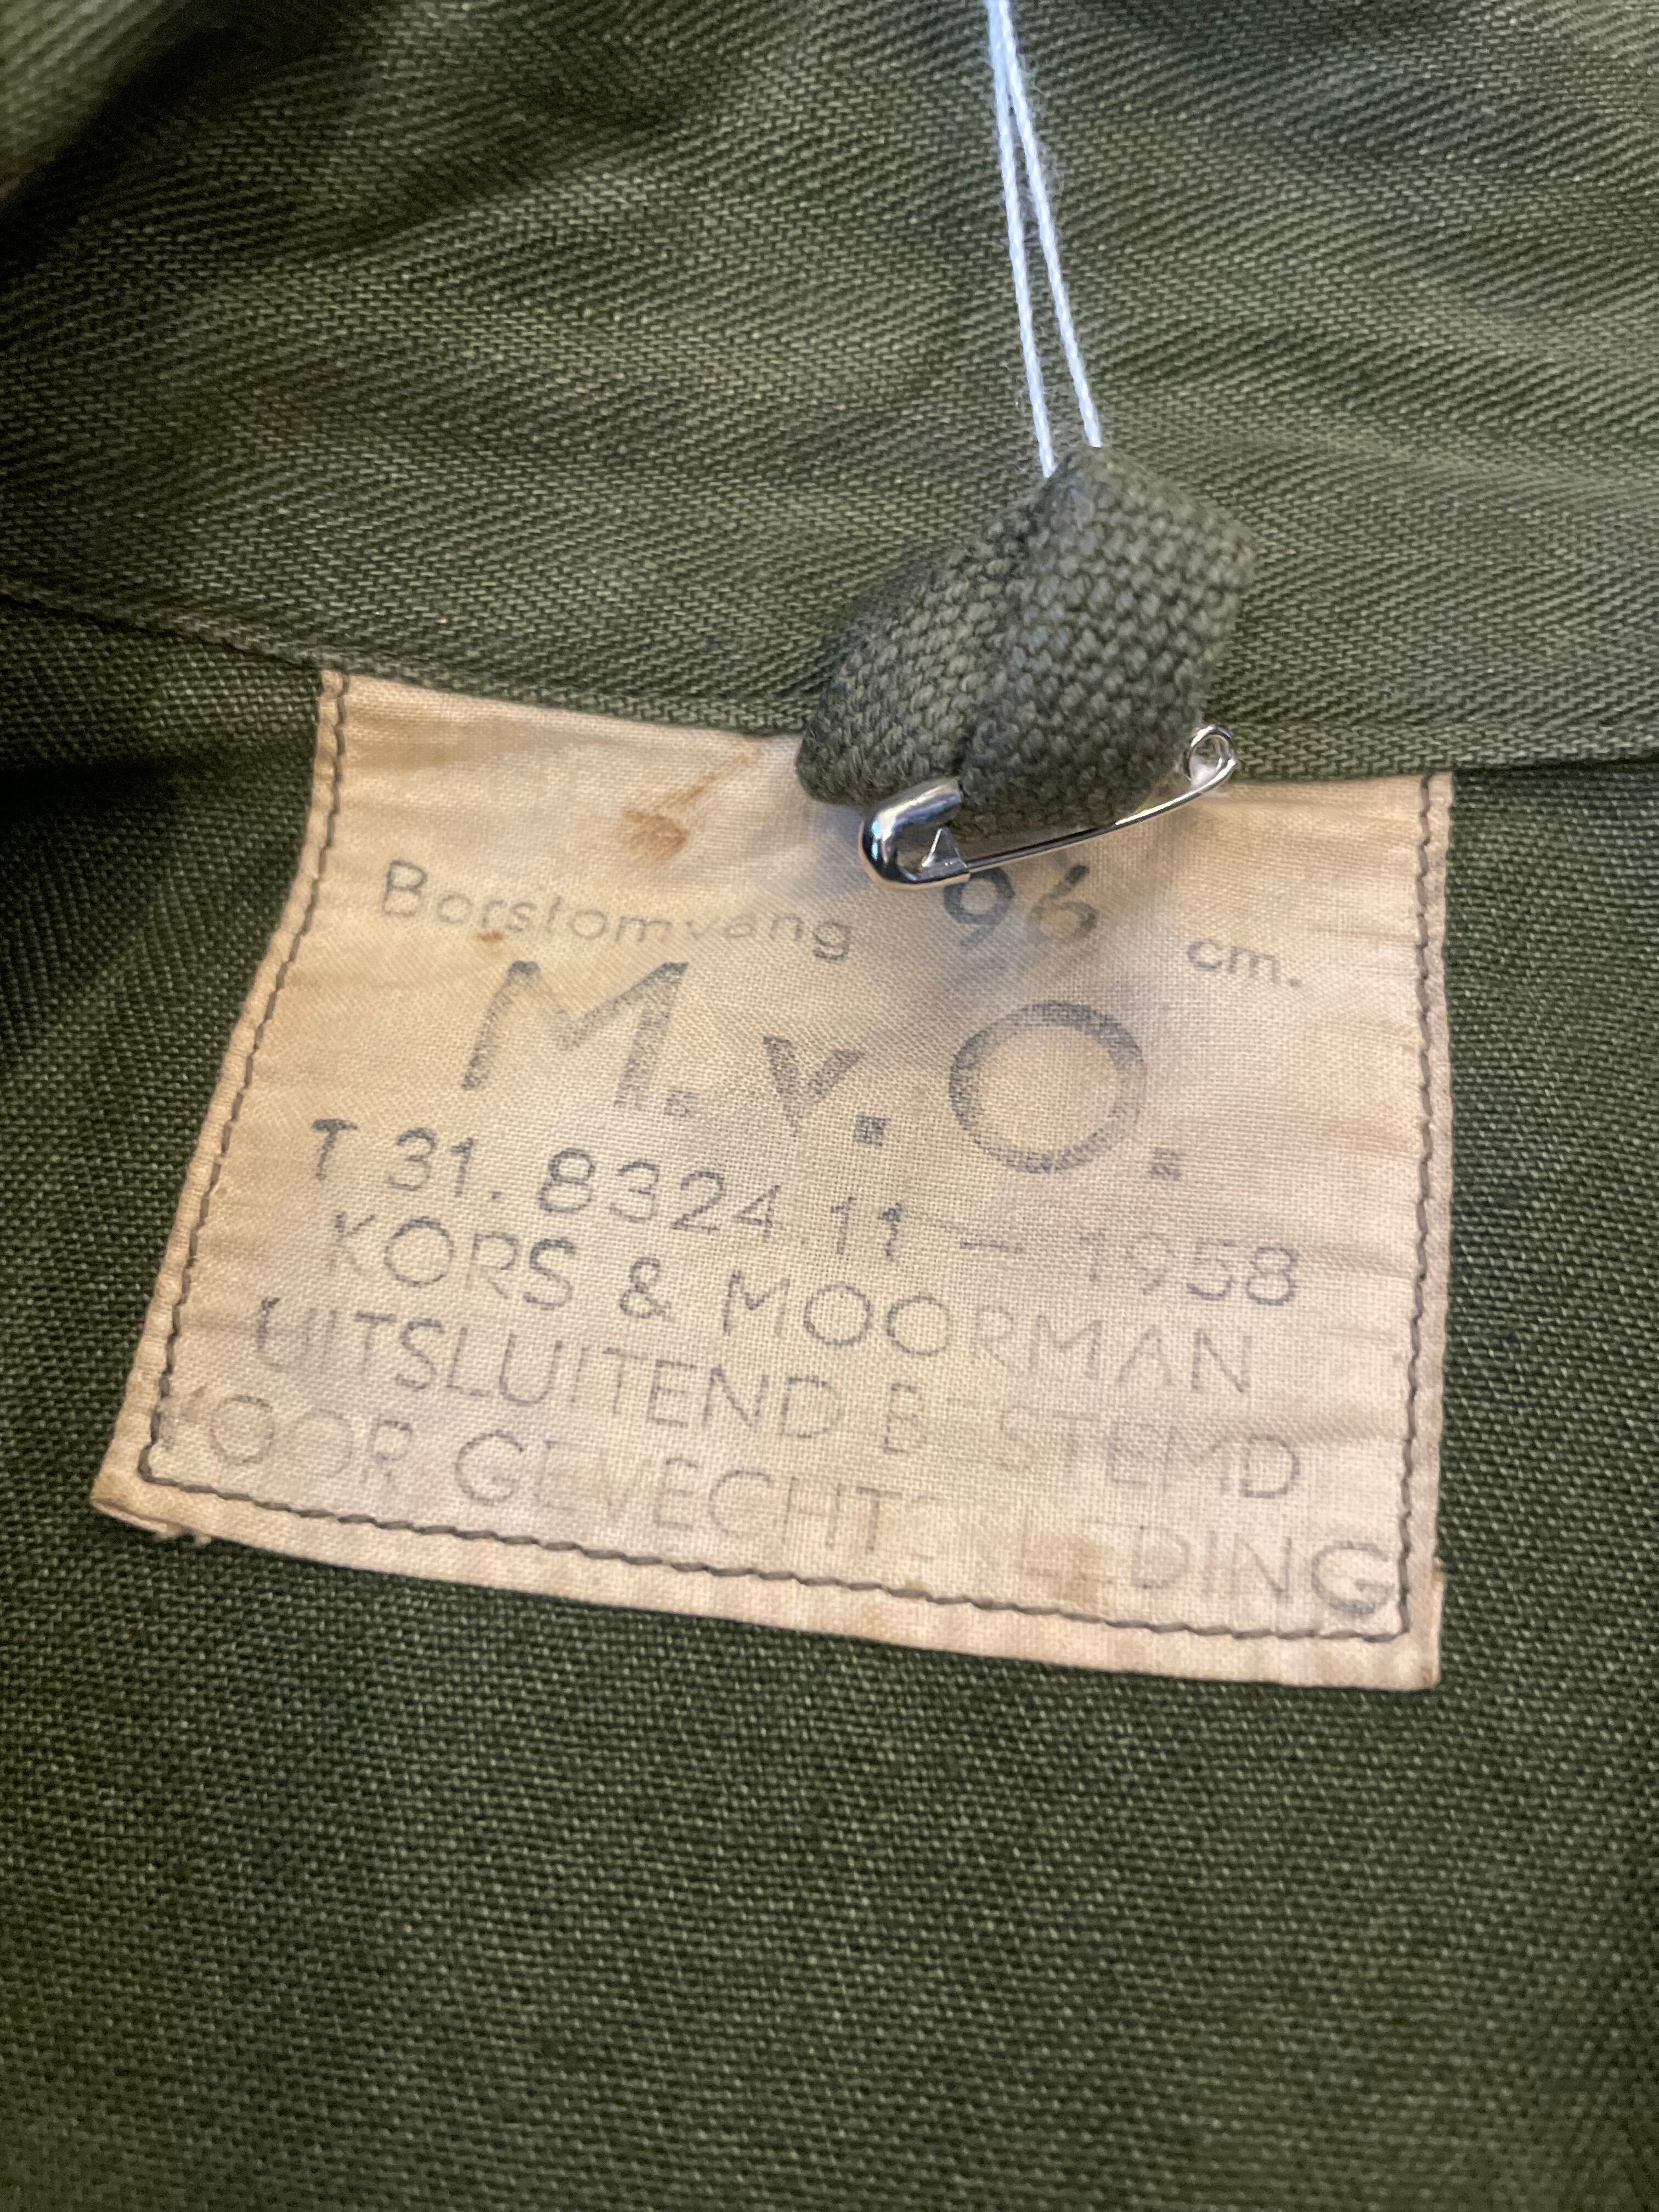 Borstomvang 96 cm.
M.v.O.
T 31.8324.11 - 1958
KORS & MOORMAN
UITSLUITEND BESTEMD
VOOR GEVECHTSKLEDING